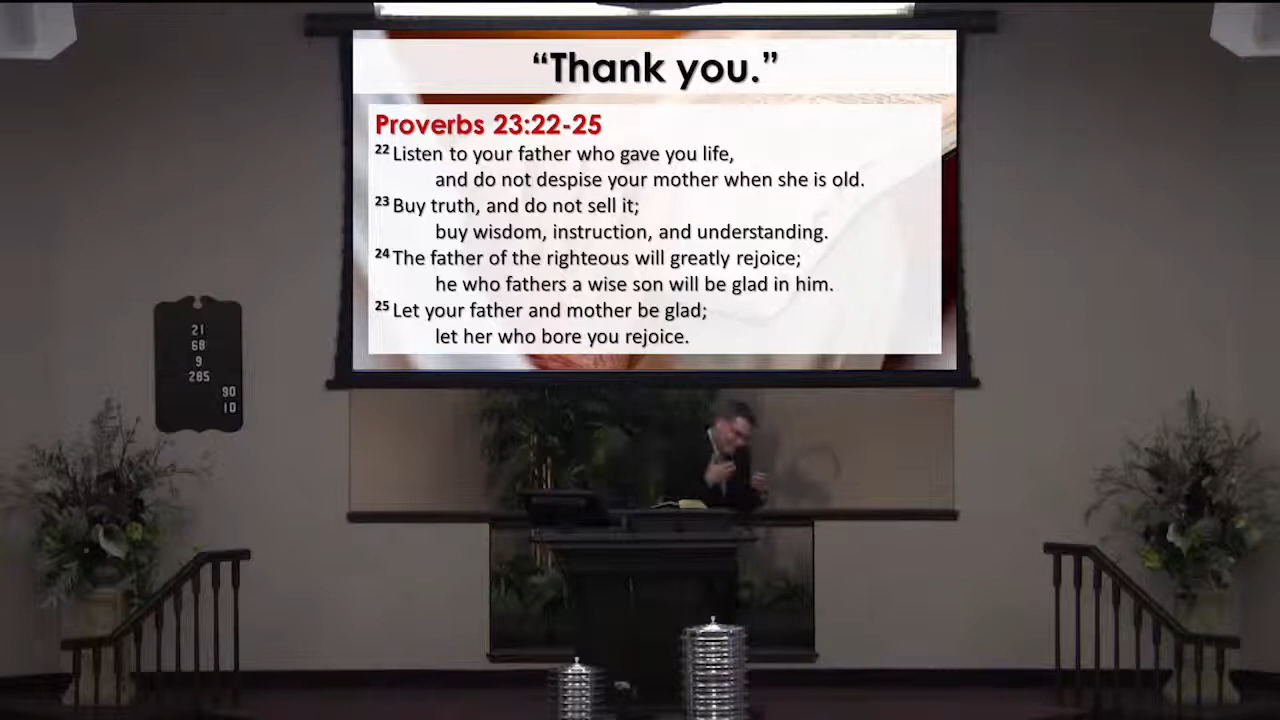 “Thank you.”
Proverbs 23:22-25
22 Listen to your father who gave you life,
and do not despise your mother when she is old.
23 Buy truth, and do not sell it;
buy wisdom, instruction, and understanding.
24 The father of the righteous will greatly rejoice;
he who fathers a wise son will be glad in him.
25 Let your father and mother be glad;
let her who bore you rejoice.
21
68
9
285
90
10